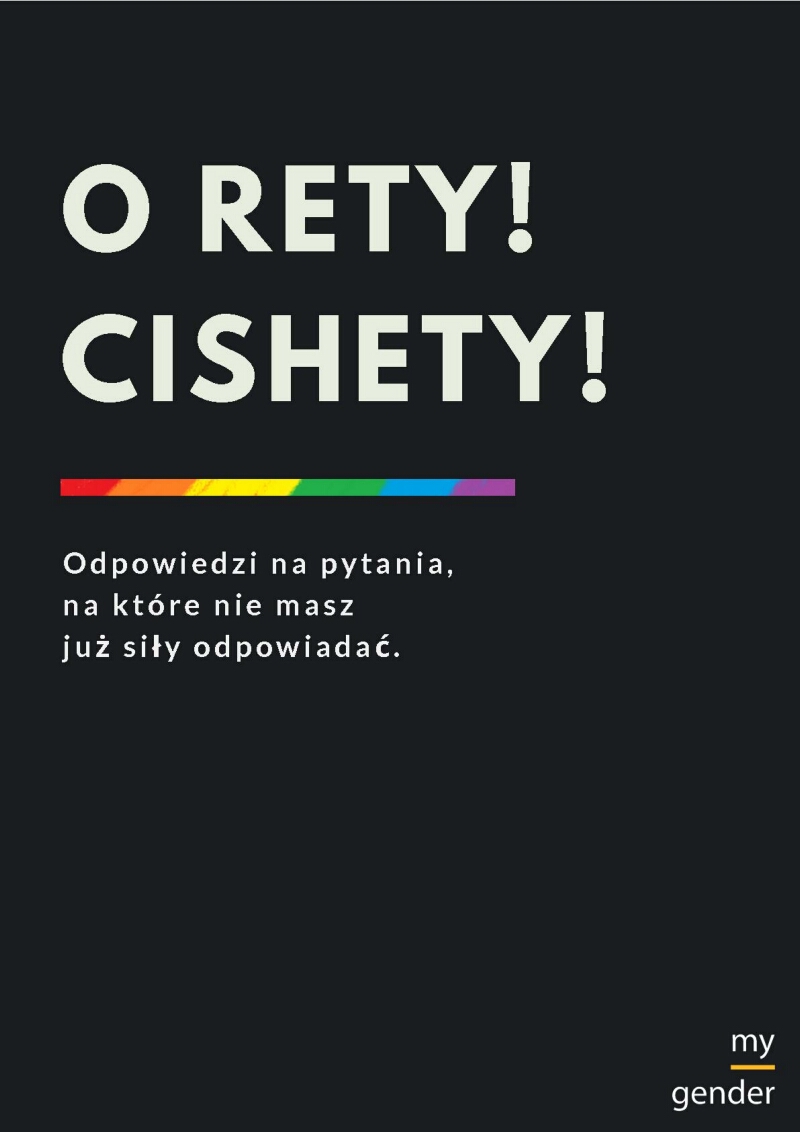 O RETY!
CISHETY!
Odpowiedzi na pytania,
na które nie masz
już siły odpowiadać.
my
gender